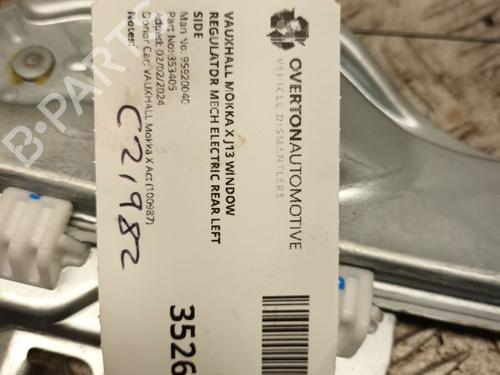 OVERTONAUTOMOTIVE
VEHICLE DISMANTLERS
VAUXHALL MOKKA X J13 WINDOW
REGULATOR MECH ELECTRIC REAR LEFT
SIDE
Man No: 95920040
Part No: 353405
Added: 02/02/2024
Donor Car: VAUXHALL Mokka X Act (100987)
Notes:
C21982
3526
B-PARTS